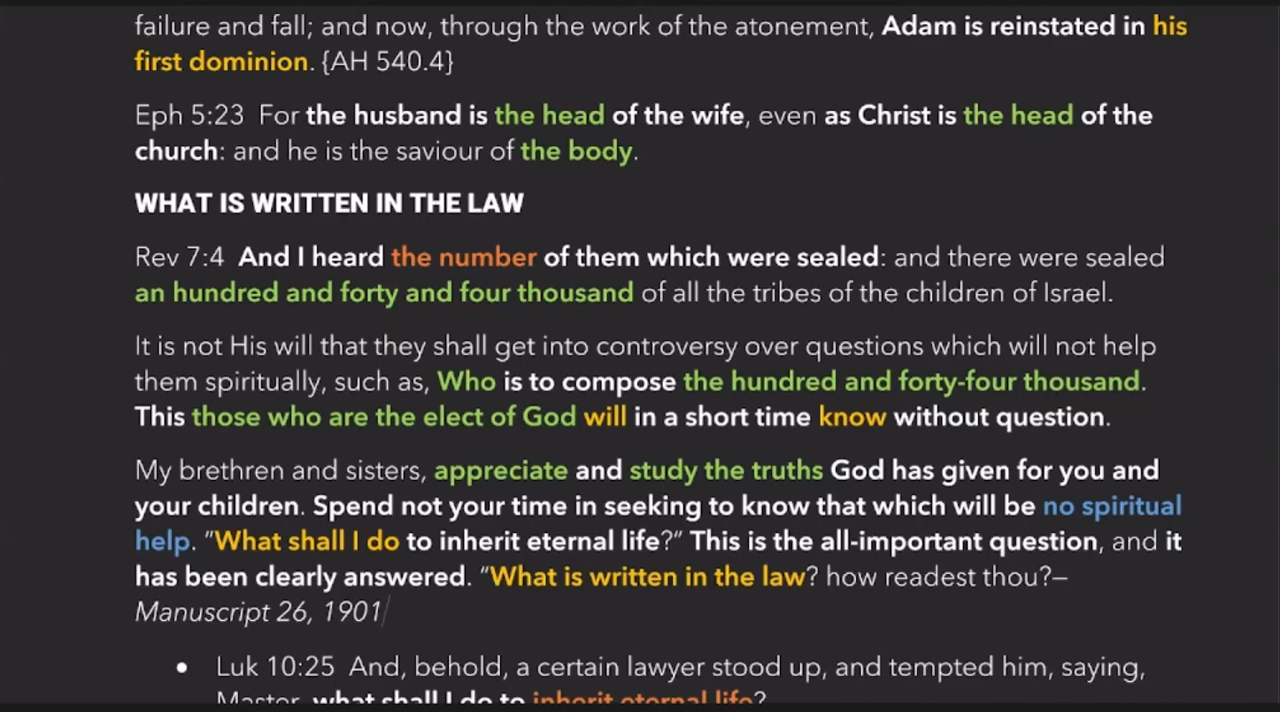 failure and fall; and now, through the work of the atonement, Adam is reinstated in his
first dominion. {AH 540.4}
Eph 5:23 For the husband is the head of the wife, even as Christ is the head of the
church: and he is the saviour of the body.
WHAT IS WRITTEN IN THE LAW
Rev 7:4 And I heard the number of them which were sealed: and there were sealed
an hundred and forty and four thousand of all the tribes of the children of Israel.
It is not His will that they shall get into controversy over questions which will not help
them spiritually, such as, Who is to compose the hundred and forty-four thousand.
This those who are the elect of God will in a short time know without question.
My brethren and sisters, appreciate and study the truths God has given for you and
your children. Spend not your time in seeking to know that which will be no spiritual
help. "What shall I do to inherit eternal life?" This is the all-important question, and it
has been clearly answered. "What is written in the law? how readest thou?—
Manuscript 26, 1901
• Luk 10:25 And, behold, a certain lawyer stood up, and tempted him, saying,
Master, what shall I do to inherit eternal life?